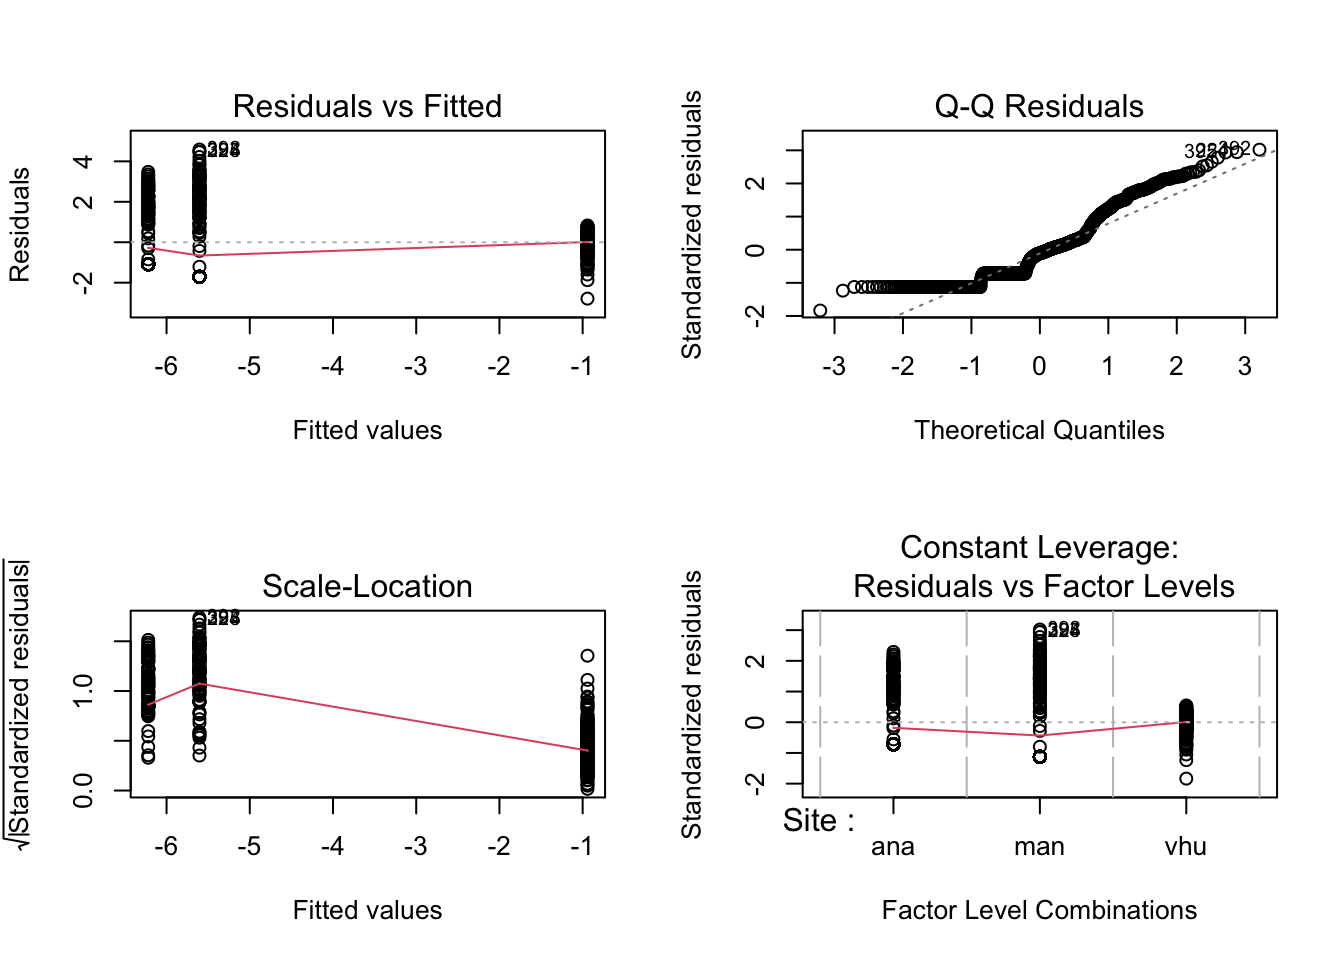 Residuals vs Fitted
Residuals
4
2
-2
-6 -5 -4 -3 -2 -1
Fitted values
Q-Q Residuals
Standardized residuals
2
0
-2
-3 -2 -1 0 1 2 3
Theoretical Quantiles
Scale-Location
√|Standardized residuals|
1.0
0.0
-6 -5 -4 -3 -2 -1
Fitted values
Constant Leverage:
Residuals vs Factor Levels
Standardized residuals
2
0
-2
Site :
ana man vhu
Factor Level Combinations